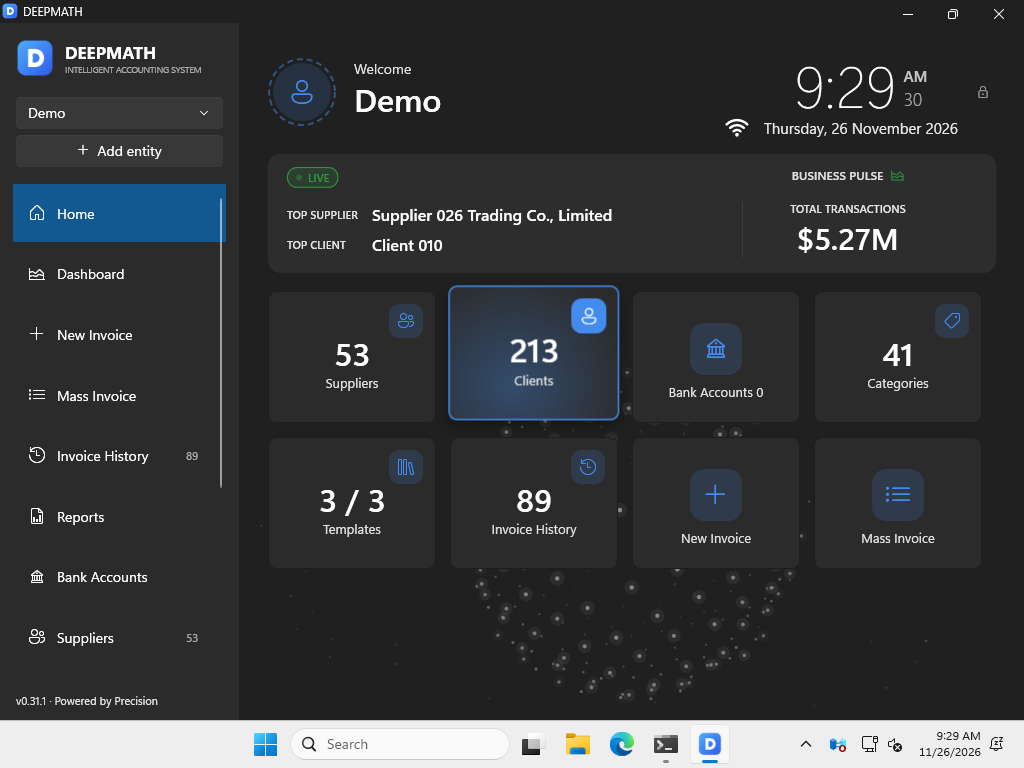 DEEPMATH
DEEPMATH
INTELLIGENT ACCOUNTING SYSTEM
Demo
Add entity
Home
Dashboard
New Invoice
Mass Invoice
Invoice History 89
Reports
Bank Accounts
Suppliers 53
v0.31.1 · Powered by Precision
Welcome
Demo
9:29 AM
30
Thursday, 26 November 2026
LIVE
TOP SUPPLIER Supplier 026 Trading Co., Limited
TOP CLIENT Client 010
BUSINESS PULSE
TOTAL TRANSACTIONS
$5.27M
53
Suppliers
213
Clients
Bank Accounts 0
41
Categories
3 / 3
Templates
89
Invoice History
New Invoice
Mass Invoice
Search
9:29 AM
11/26/2026